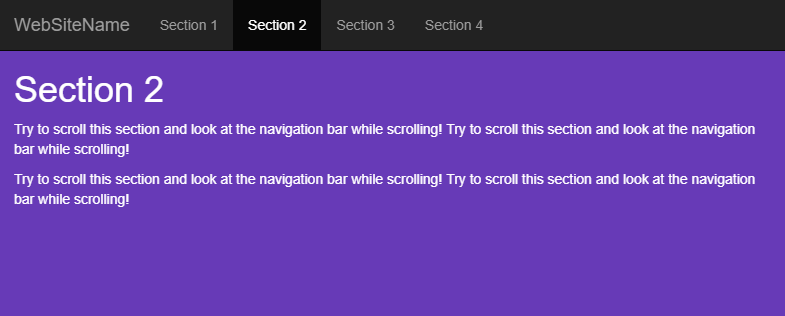 WebSiteName Section 1 Section 2 Section 3 Section 4
Section 2
Try to scroll this section and look at the navigation bar while scrolling! Try to scroll this section and look at the navigation
bar while scrolling!
Try to scroll this section and look at the navigation bar while scrolling! Try to scroll this section and look at the navigation
bar while scrolling!